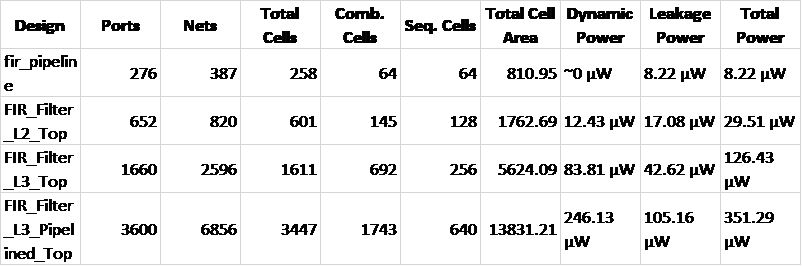 Design Ports Nets Total Cells Comb. Cells Seq. Cells Total Cell Area Dynamic Power Leakage Power Total Power
fir_pipeline 276 387 258 64 64 810.95 ~0 µW 8.22 µW 8.22 µW
FIR_Filter_L2_Top 652 820 601 145 128 1762.69 12.43 µW 17.08 µW 29.51 µW
FIR_Filter_L3_Top 1660 2596 1611 692 256 5624.09 83.81 µW 42.62 µW 126.43 µW
FIR_Filter_L3_Pipelined_Top 3600 6856 3447 1743 640 13831.21 246.13 µW 105.16 µW 351.29 µW